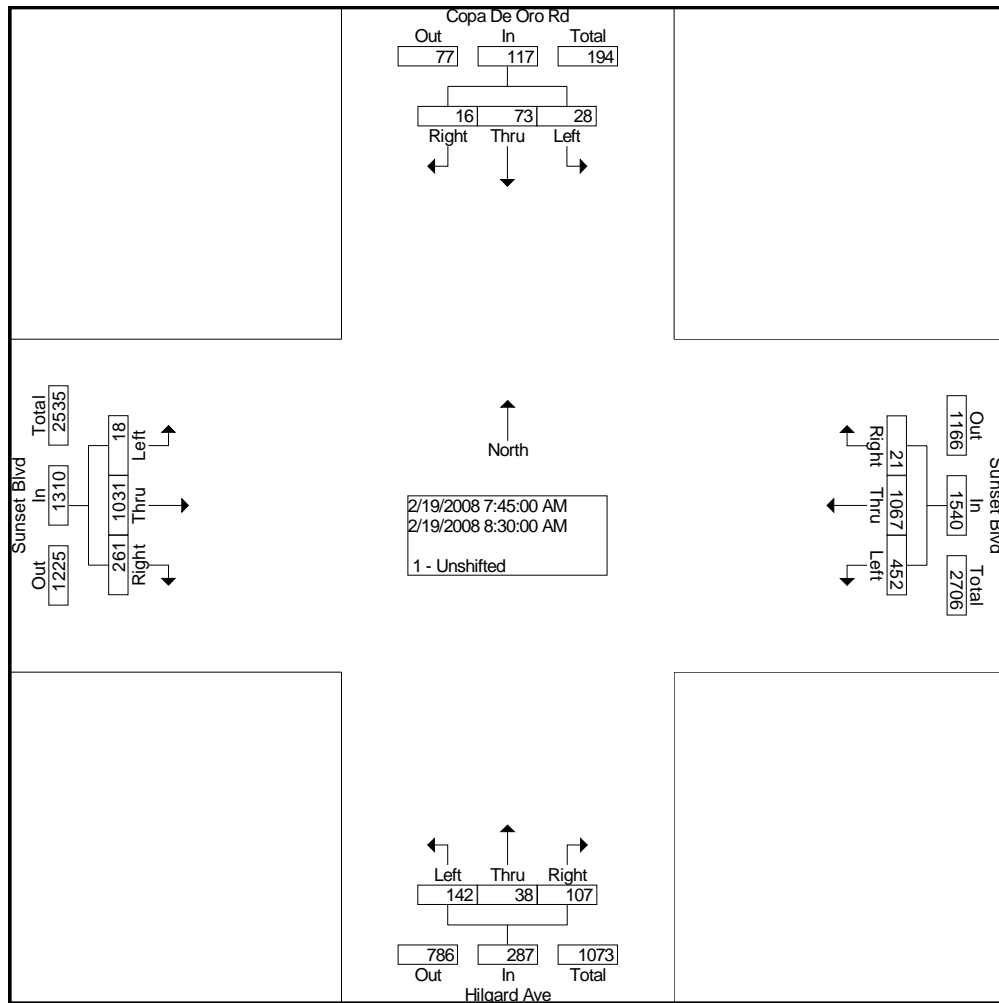 Copa De Oro Rd
Out In Total
77 117 194
16 73 28
Right Thru Left
Sunset Blvd
Total In Out
2535 1310 1225
18 1031 261
Left Thru Right
North
2/19/2008 7:45:00 AM
2/19/2008 8:30:00 AM
1 - Unshifted
Right Thru Left
21 1067 452
Out In Total
1166 1540 2706
Sunset Blvd
Left Thru Right
142 38 107
786 287 1073
Out In Total
Hilgard Ave